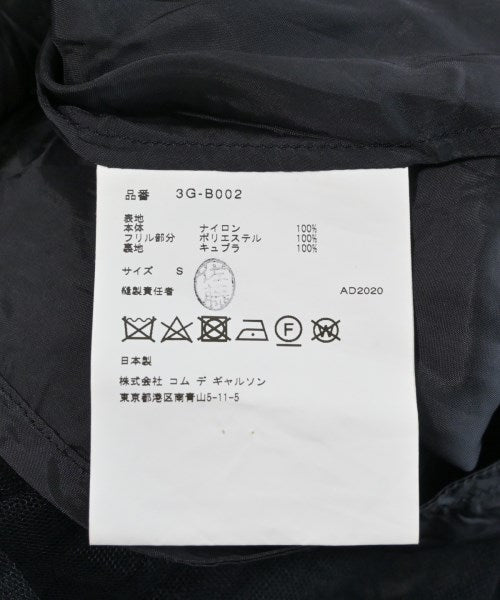 品番 3G-B002
表地
本体 ナイロン 100%
フリル部分 ポリエステル 100%
裏地 キュプラ 100%
サイズ S
縫製責任者 AD2020
F
W
日本製
株式会社 コム デ ギャルソン
東京都港区南青山5-11-5